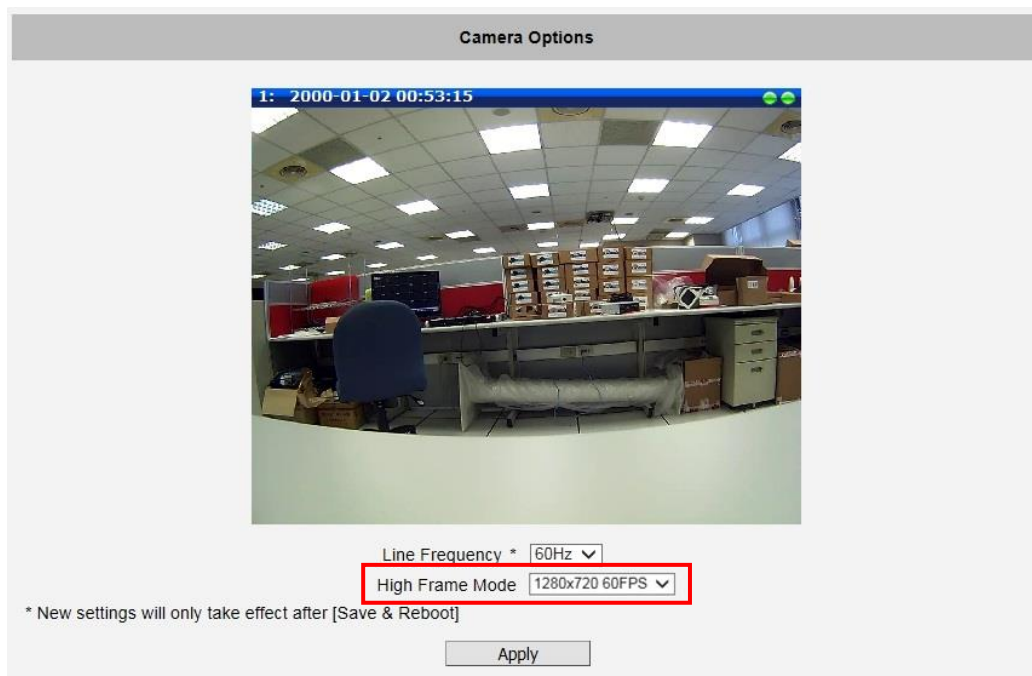 Camera Options
1: 2000-01-02 00:53:15
Line Frequency * 60Hz
High Frame Mode 1280x720 60FPS
* New settings will only take effect after [Save & Reboot]
Apply